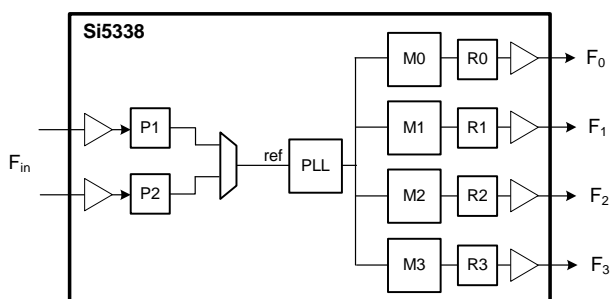 Si5338
M0 R0 F0
P1
M1 R1 F1
Fin ref PLL
P2
M2 R2 F2
M3 R3 F3